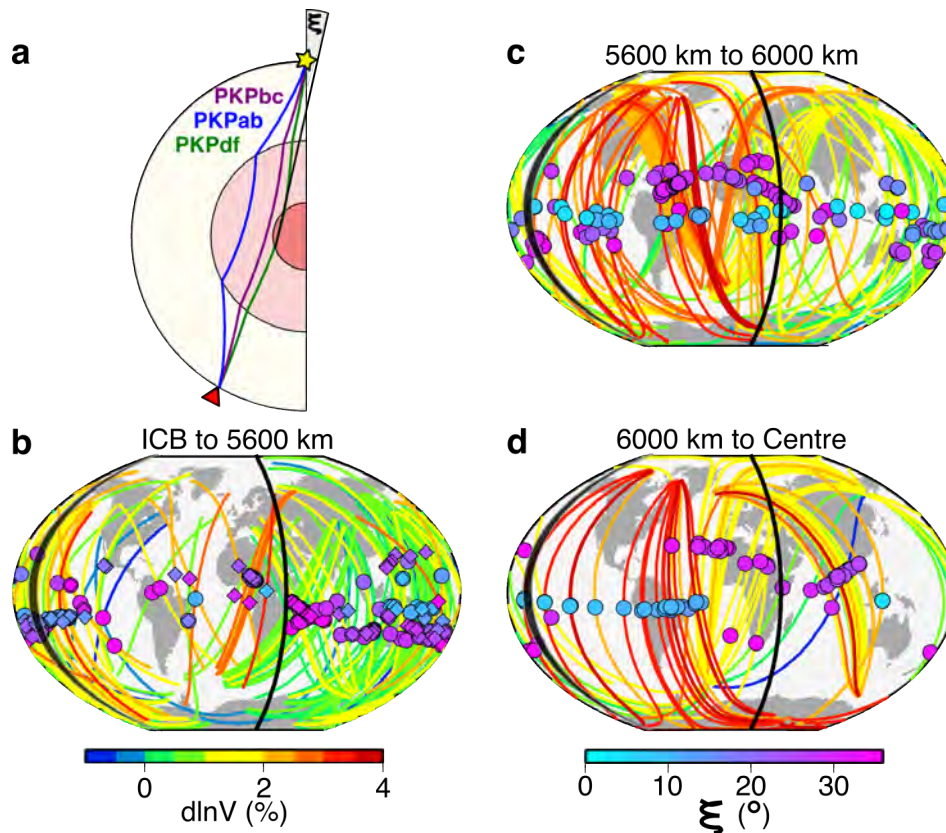 a
ξ
PKPbc
PKPab
PKPdf
b
ICB to 5600 km
0 2 4
dlnV (%)
c
5600 km to 6000 km
d
6000 km to Centre
0 10 20 30
ξ (°)